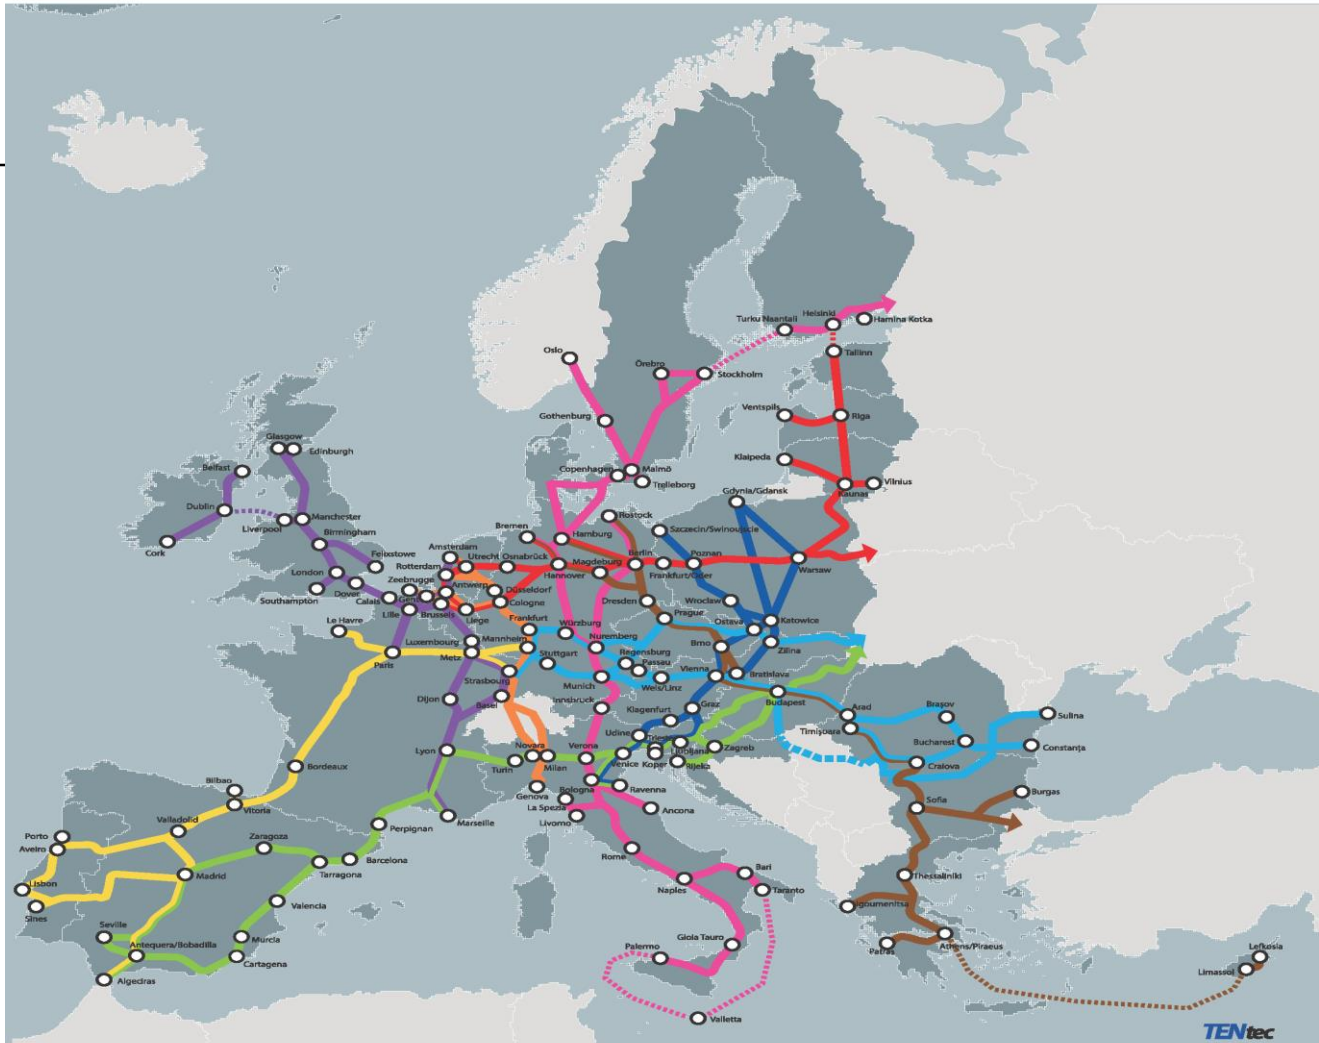 Helsinki
Turku Naantali
Hamina Kotka
Tallinn
Oslo
Örebro
Stockholm
Ventspils
Riga
Gothenburg
Glasgow
Edinburgh
Klaipeda
Belfast
Copenhagen
Malmö
Trelleborg
Kaunas
Vilnius
Gdynia/Gdansk
Dublin
Liverpool
Manchester
Rostock
Szczecin/Swinoujscie
Cork
Birmingham
Bremen
Hamburg
Felixstowe
Amsterdam
Utrecht
Osnabrück
Magdeburg
Berlin
Poznan
Warsaw
London
Rotterdam
Hannover
Frankfurt/Oder
Southampton
Dover
Zeebrugge
Antwerp
Düsseldorf
Calais
Cologne
Dresden
Wroclaw
Lille
Brussels
Liege
Prague
Le Havre
Frankfurt
Würzburg
Osteva
Katowice
Luxembourg
Mannheim
Nuremberg
Paris
Metz
Stuttgart
Regensburg
Passau
Brno
Zilina
Strasbourg
Munich
Wels/Linz
Vienna
Bratislava
Dijon
Basel
Innsbruck
Budapest
Klagenfurt
Graz
Arad
Brașov
Sulina
Timișoara
Bucharest
Constanța
Udine
Trieste
Ljubljana
Zagreb
Lyon
Novara
Verona
Turin
Milan
Venice
Koper
Rijeka
Craiova
Bordeaux
Bilbao
Vitoria
Genova
Bologna
Ravenna
La Spezia
Ancona
Livorno
Marseille
Sofia
Burgas
Porto
Aveiro
Valladolid
Zaragoza
Perpignan
Barcelona
Tarragona
Rome
Madrid
Lisbon
Sines
Valencia
Naples
Bari
Taranto
Thessaliniki
Igoumenitsa
Seville
Antequera/Bobadilla
Murcia
Cartagena
Algedras
Gioia Tauro
Palermo
Patras
Athens/Piraeus
Lefkosia
Limassol
Valletta
TENtec